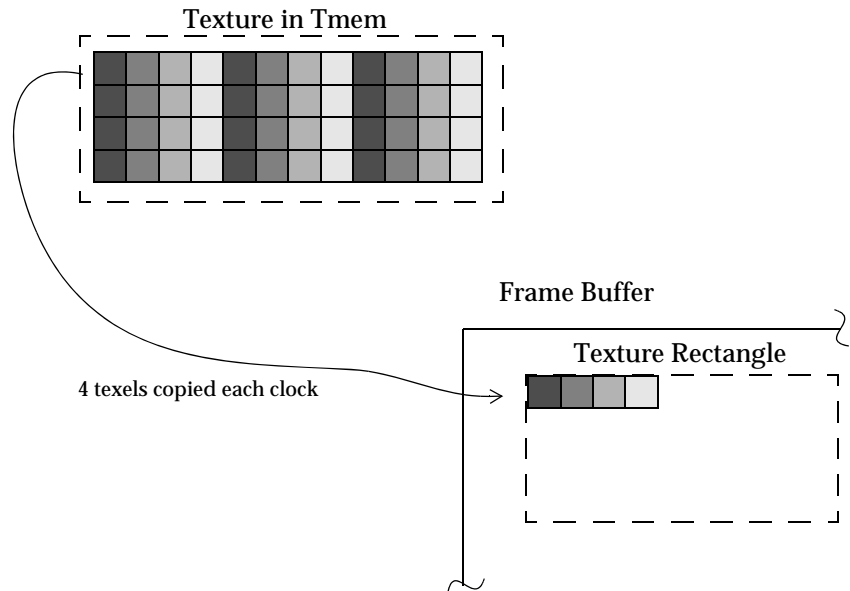 Texture in Tmem
Frame Buffer
Texture Rectangle
4 texels copied each clock